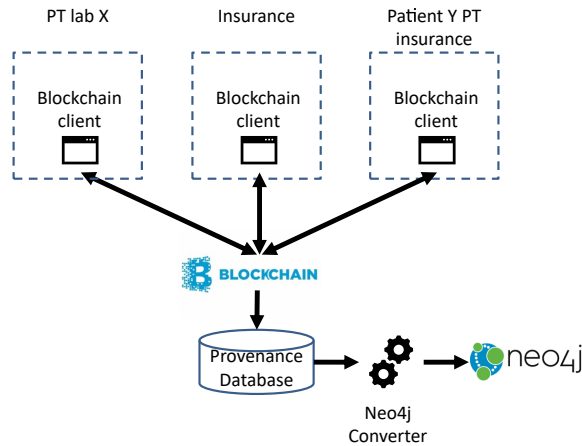 PT lab X
Insurance
Patient Y PT
insurance
Blockchain
client
Blockchain
client
Blockchain
client
BLOCKCHAIN
Provenance
Database
neo4j
Neo4j
Converter